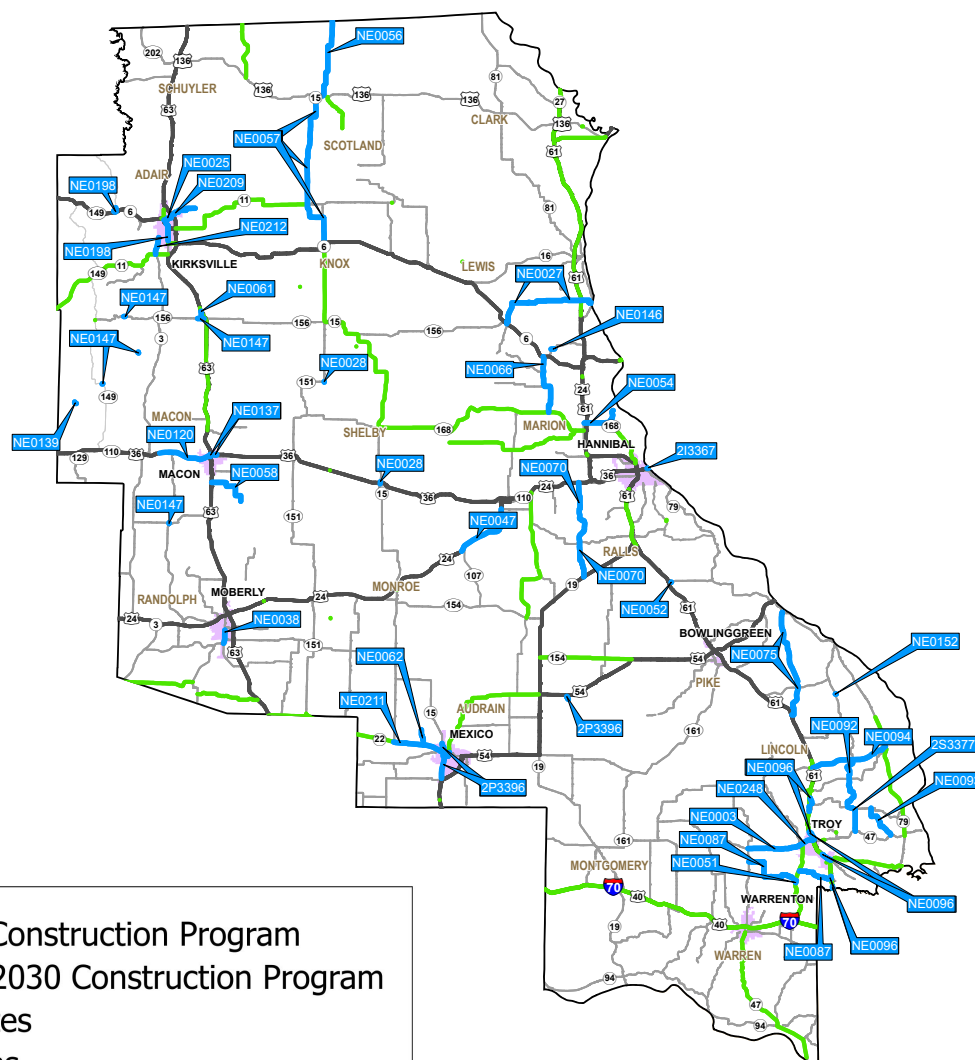 NE0056
202
136
SCHUYLER
136
136
136
81
27
63
15
CLARK
136
NE0057
SCOTLAND
61
NE0025
ADAIR
NE0209
NE0198
11
149
6
81
NE0212
NE0198
6
KNOX
16
LEWIS
KIRKSVILLE
11
149
61
NE0027
NE0061
NE0147
156
156
15
156
NE0146
3
NE0147
6
NE0147
63
NE0066
24
151
NE0028
NE0054
149
61
MACON
NE0137
MARION
168
NE0139
NE0120
SHELBY
168
HANNIBAL
110
36
36
2I3367
129
MACON
NE0058
NE0028
NE0070
36
15
36
110
24
61
63
NE0147
151
79
NE0047
24
RALLS
107
NE0070
19
MOBERLY
MONROE
RANDOLPH
24
154
NE0052
61
24
3
NE0038
BOWLINGGREEN
63
151
NE0152
NE0062
154
54
NE0075
PIKE
NE0211
54
15
AUDRAIN
61
2P3396
NE0092
22
MEXICO
161
NE0094
LINCOLN
2S3377
54
19
NE0096
61
2P3396
NE009
NE0248
TROY
79
NE0003
47
161
NE0087
MONTGOMERY
NE0051
70
40
WARRENTON
NE0096
19
40
70
Construction Program
NE0087
NE0096
WARREN
2030 Construction Program
94
47
94